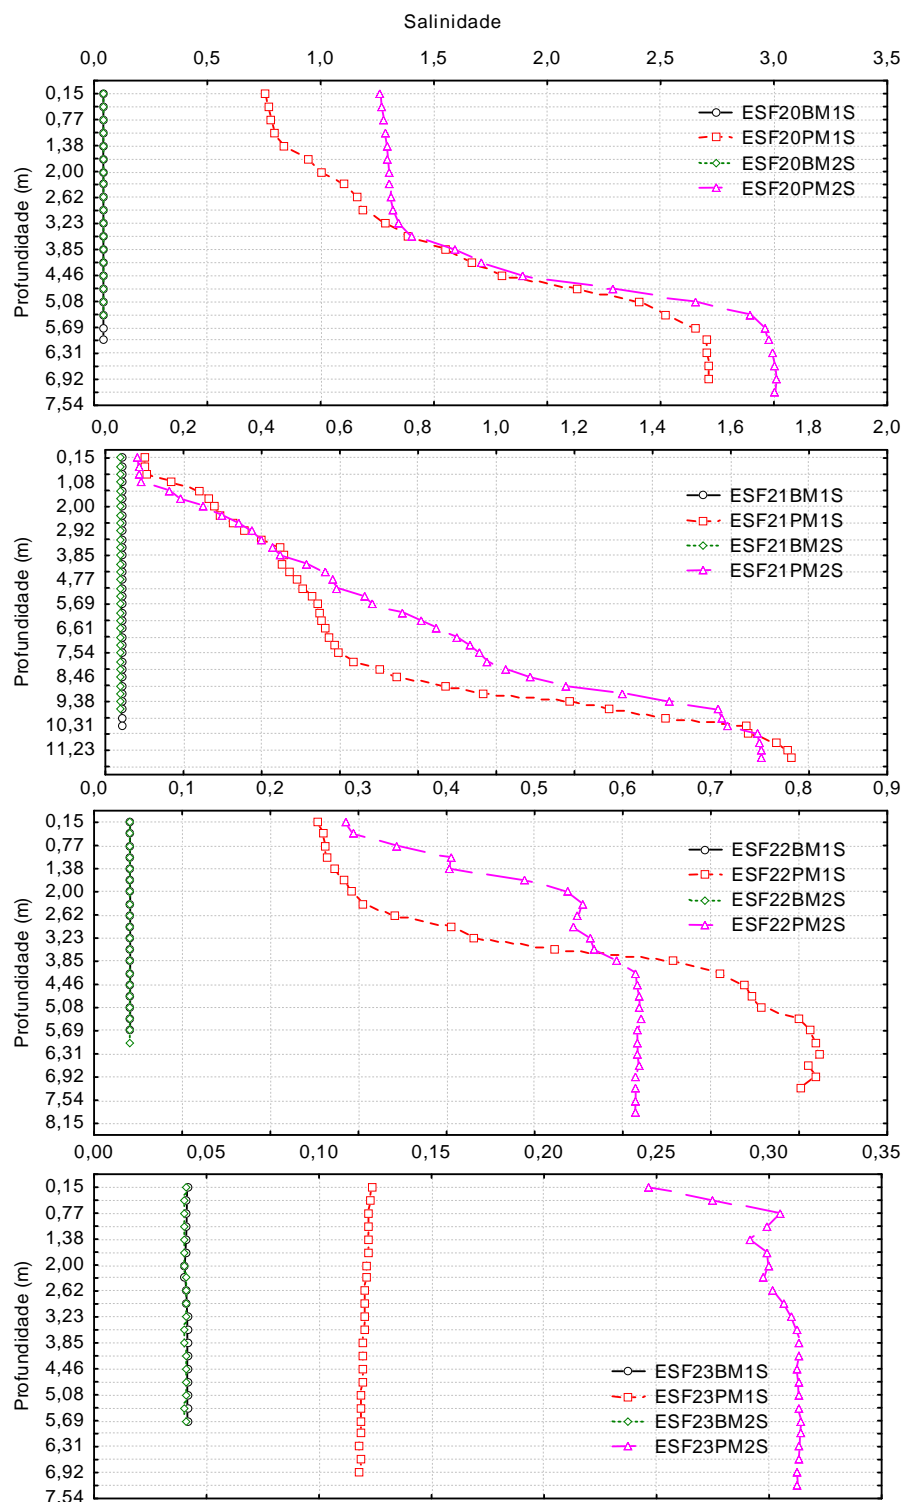 Salinidade
0,0 0,5 1,0 1,5 2,0 2,5 3,0 3,5
0,15
0,77
1,38
2,00
2,62
3,23
3,85
4,46
5,08
5,69
6,31
6,92
7,54
Profundidade (m)
ESF20BM1S
ESF20PM1S
ESF20BM2S
ESF20PM2S
0,0 0,2 0,4 0,6 0,8 1,0 1,2 1,4 1,6 1,8 2,0
0,15
1,08
2,00
2,92
3,85
4,77
5,69
6,61
7,54
8,46
9,38
10,31
11,23
Profundidade (m)
ESF21BM1S
ESF21PM1S
ESF21BM2S
ESF21PM2S
0,0 0,1 0,2 0,3 0,4 0,5 0,6 0,7 0,8 0,9
0,15
0,77
1,38
2,00
2,62
3,23
3,85
4,46
5,08
5,69
6,31
6,92
7,54
8,15
Profundidade (m)
ESF22BM1S
ESF22PM1S
ESF22BM2S
ESF22PM2S
0,00 0,05 0,10 0,15 0,20 0,25 0,30 0,35
0,15
0,77
1,38
2,00
2,62
3,23
3,85
4,46
5,08
5,69
6,31
6,92
7,54
Profundidade (m)
ESF23BM1S
ESF23PM1S
ESF23BM2S
ESF23PM2S